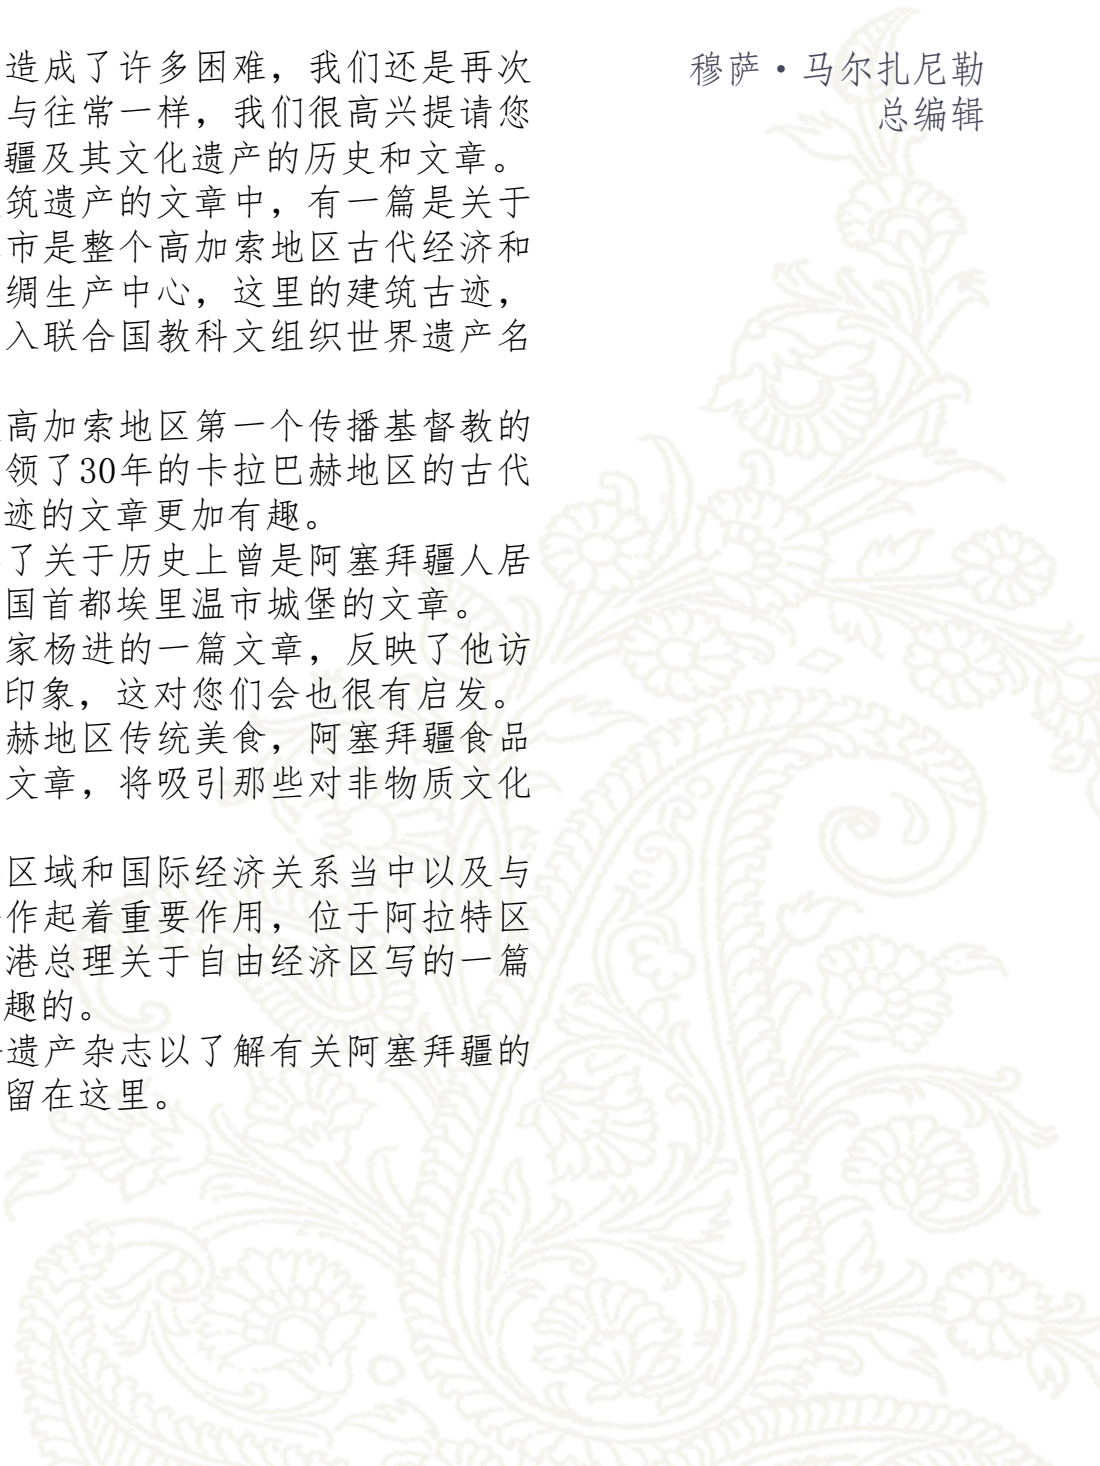 造成了许多困难，我们还是再次
与往常一样，我们很高兴提请您
疆及其文化遗产的历史和文章。
筑遗产的文章中，有一篇是关于
市是整个高加索地区古代经济和
绸生产中心，这里的建筑古迹，
入联合国教科文组织世界遗产名
高加索地区第一个传播基督教的
领了30年的卡拉巴赫地区的古代
迹的文章更加有趣。
了关于历史上曾是阿塞拜疆人居
国首都埃里温市城堡的文章。
家杨进的一篇文章，反映了他访
印象，这对您们会也很有启发。
赫地区传统美食，阿塞拜疆食品
文章，将吸引那些对非物质文化
区域和国际经济关系当中以及与
作起着重要作用，位于阿拉特区
港总理关于自由经济区写的一篇
趣的。
遗产杂志以了解有关阿塞拜疆的
留在这里。
穆萨·马尔扎尼勒
总编辑